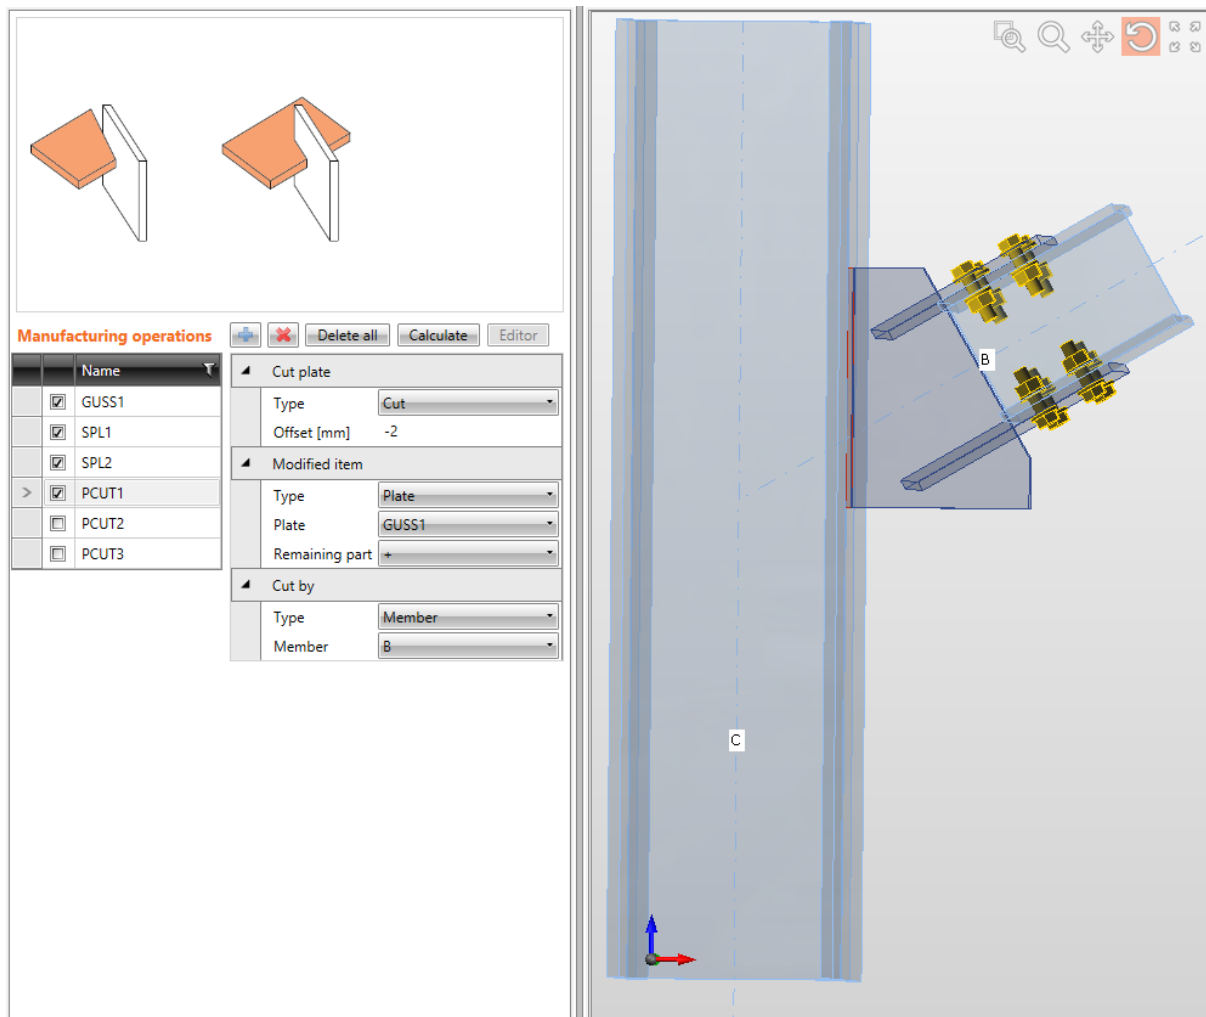 Manufacturing operations
Delete all
Calculate
Editor
Name
GUSS1
SPL1
SPL2
PCUT1
PCUT2
PCUT3
Cut plate
Type Cut
Offset [mm] -2
Modified item
Type Plate
Plate GUSS1
Remaining part +
Cut by
Type Member
Member B
B
C